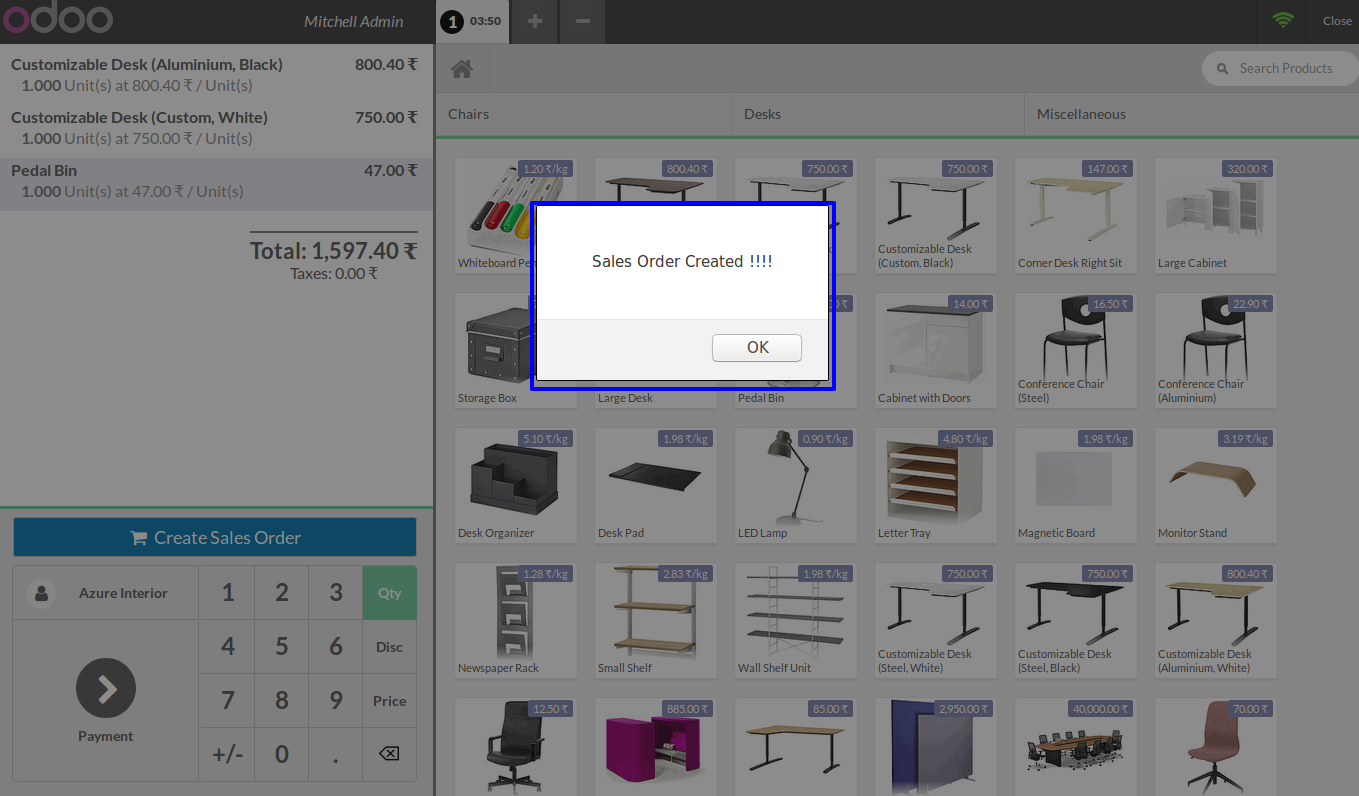 odoo
Mitchell Admin
1 03:50
Close
Customizable Desk (Aluminium, Black) 800.40 ₹
1.000 Unit(s) at 800.40 ₹ / Unit(s)
Customizable Desk (Custom, White) 750.00 ₹
1.000 Unit(s) at 750.00 ₹ / Unit(s)
Pedal Bin 47.00 ₹
1.000 Unit(s) at 47.00 ₹ / Unit(s)
Total: 1,597.40 ₹
Taxes: 0.00 ₹
Create Sales Order
Azure Interior
1 2 3 Qty
4 5 6 Disc
7 8 9 Price
+/- 0 .
Payment
Search Products
Chairs Desks Miscellaneous
1.20 ₹/kg 800.40 ₹ 750.00 ₹ 750.00 ₹ 147.00 ₹ 320.00 ₹
Whiteboard
Customizable Desk
(Custom, Black)
Corner Desk Right Sit
Large Cabinet
Sales Order Created !!!!
OK
14.00 ₹ 16.50 ₹ 22.90 ₹
Storage Box
Large Desk
Pedal Bin
Cabinet with Doors
Conference Chair
(Steel)
Conference Chair
(Aluminium)
5.10 ₹/kg 1.98 ₹/kg 0.90 ₹/kg 4.80 ₹/kg 1.98 ₹/kg 3.19 ₹/kg
Desk Organizer
Desk Pad
LED Lamp
Letter Tray
Magnetic Board
Monitor Stand
1.28 ₹/kg 2.83 ₹/kg 1.98 ₹/kg 750.00 ₹ 750.00 ₹ 800.40 ₹
Newspaper Rack
Small Shelf
Wall Shelf Unit
Customizable Desk
(Steel, White)
Customizable Desk
(Steel, Black)
Customizable Desk
(Aluminium, White)
12.50 ₹ 885.00 ₹ 85.00 ₹ 2,950.00 ₹ 40,000.00 ₹ 70.00 ₹